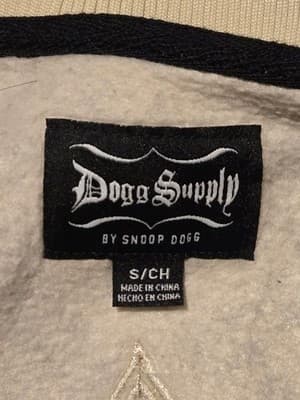 Dogg Supply
BY SNOOP DOGG
S/CH
MADE IN CHINA
HECHO EN CHINA